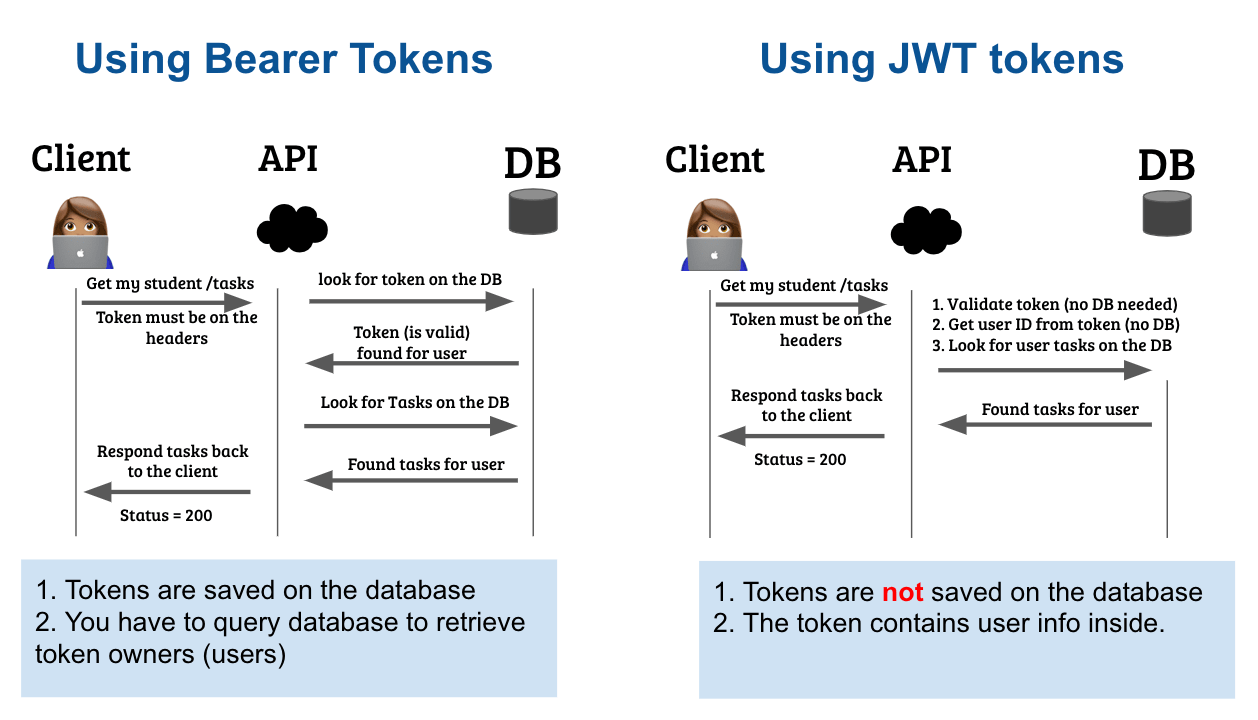 Using Bearer Tokens
Client
API
DB
Get my student /tasks
Token must be on the
headers
look for token on the DB
Token (is valid)
found for user
Look for Tasks on the DB
Found tasks for user
Respond tasks back
to the client
Status = 200
1. Tokens are saved on the database
2. You have to query database to retrieve
token owners (users)
Using JWT tokens
Client
API
DB
Get my student /tasks
Token must be on the
headers
1. Validate token (no DB needed)
2. Get user ID from token (no DB)
3. Look for user tasks on the DB
Found tasks for user
Respond tasks back
to the client
Status = 200
1. Tokens are not saved on the database
2. The token contains user info inside.